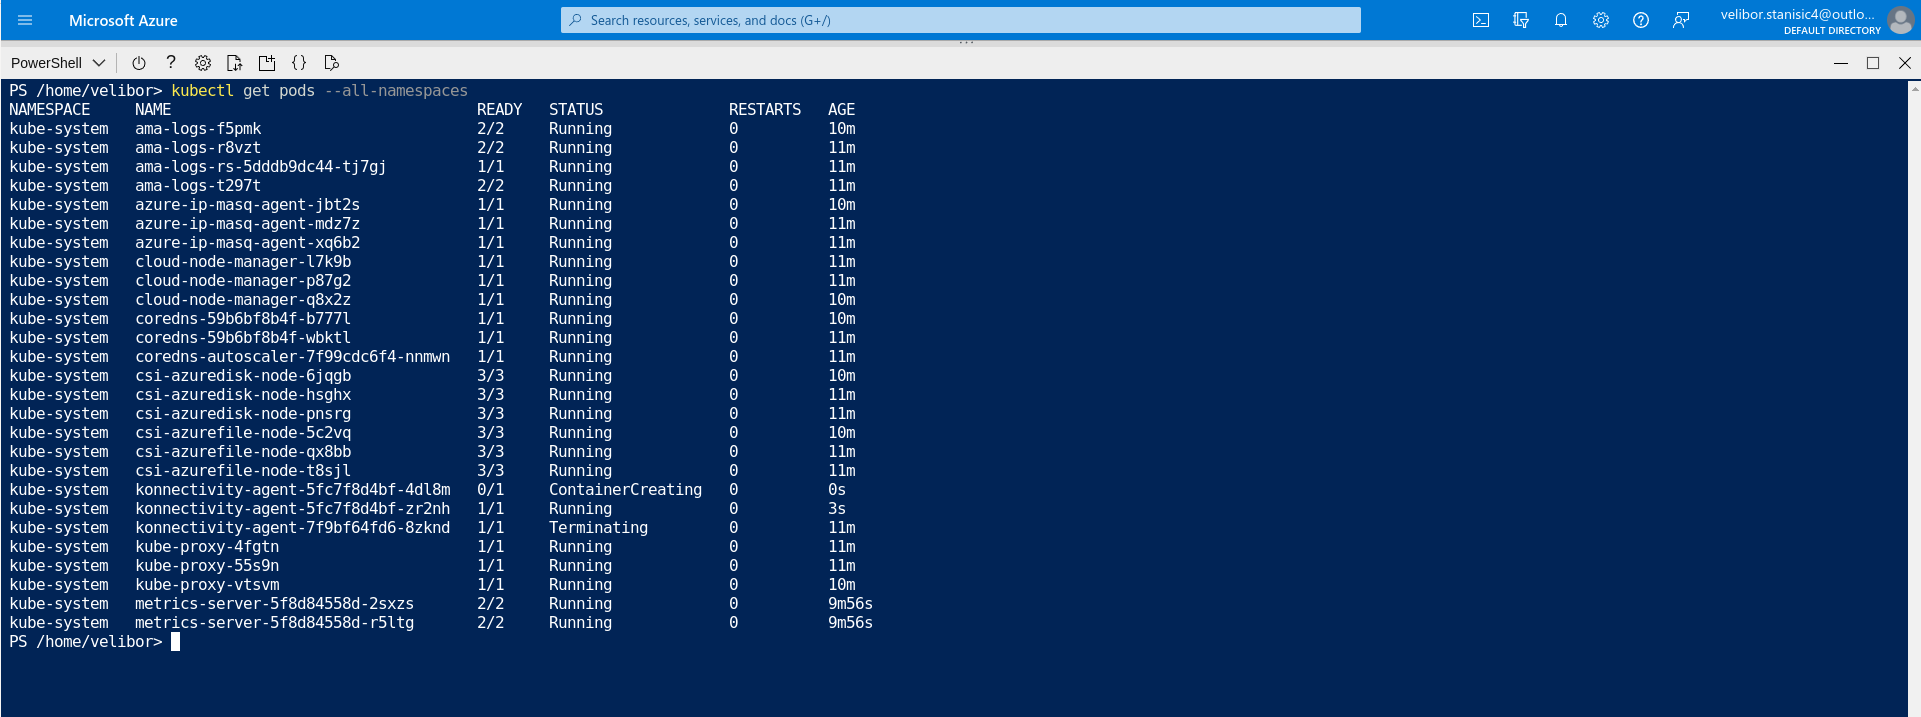 Microsoft Azure
Search resources, services, and docs (G+/)
velibor.stanisic4@outlo...
DEFAULT DIRECTORY
PowerShell
PS /home/velibor> kubectl get pods --all-namespaces
NAMESPACE NAME READY STATUS RESTARTS AGE
kube-system ama-logs-f5pmk 2/2 Running 0 10m
kube-system ama-logs-r8vzt 2/2 Running 0 11m
kube-system ama-logs-rs-5dddb9dc44-tj7gj 1/1 Running 0 11m
kube-system ama-logs-t297t 2/2 Running 0 11m
kube-system azure-ip-masq-agent-jbt2s 1/1 Running 0 10m
kube-system azure-ip-masq-agent-mdz7z 1/1 Running 0 11m
kube-system azure-ip-masq-agent-xq6b2 1/1 Running 0 11m
kube-system cloud-node-manager-l7k9b 1/1 Running 0 11m
kube-system cloud-node-manager-p87g2 1/1 Running 0 11m
kube-system cloud-node-manager-q8x2z 1/1 Running 0 10m
kube-system coredns-59b6bf8b4f-b777l 1/1 Running 0 10m
kube-system coredns-59b6bf8b4f-wbktl 1/1 Running 0 11m
kube-system coredns-autoscaler-7f99cdc6f4-nnmwn 1/1 Running 0 11m
kube-system csi-azuredisk-node-6jqgb 3/3 Running 0 10m
kube-system csi-azuredisk-node-hsghx 3/3 Running 0 11m
kube-system csi-azuredisk-node-pnsrg 3/3 Running 0 11m
kube-system csi-azurefile-node-5c2vq 3/3 Running 0 10m
kube-system csi-azurefile-node-qx8bb 3/3 Running 0 11m
kube-system csi-azurefile-node-t8sjl 3/3 Running 0 11m
kube-system konnectivity-agent-5fc7f8d4bf-4dl8m 0/1 ContainerCreating 0 0s
kube-system konnectivity-agent-5fc7f8d4bf-zr2nh 1/1 Running 0 3s
kube-system konnectivity-agent-7f9bf64fd6-8zknd 1/1 Terminating 0 11m
kube-system kube-proxy-4fgtn 1/1 Running 0 11m
kube-system kube-proxy-55s9n 1/1 Running 0 11m
kube-system kube-proxy-vtsvm 1/1 Running 0 10m
kube-system metrics-server-5f8d84558d-2sxzs 2/2 Running 0 9m56s
kube-system metrics-server-5f8d84558d-r5ltg 2/2 Running 0 9m56s
PS /home/velibor>